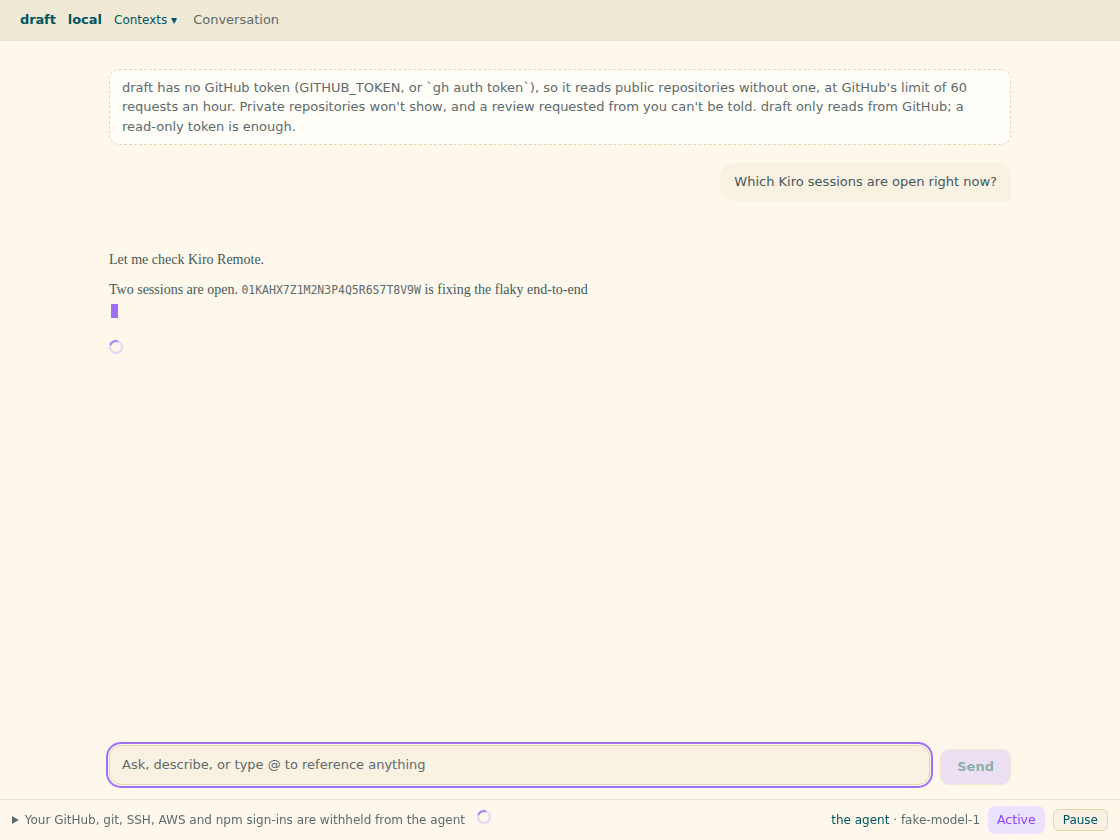 draft local Contexts ▾ Conversation
draft has no GitHub token (GITHUB_TOKEN, or `gh auth token`), so it reads public repositories without one, at GitHub's limit of 60
requests an hour. Private repositories won't show, and a review requested from you can't be told. draft only reads from GitHub; a
read-only token is enough.
Which Kiro sessions are open right now?
Let me check Kiro Remote.
Two sessions are open. 01KAHX7Z1M2N3P4Q5R6S7T8V9W is fixing the flaky end-to-end
Ask, describe, or type @ to reference anything
Send
▶ Your GitHub, git, SSH, AWS and npm sign-ins are withheld from the agent
the agent · fake-model-1 Active Pause